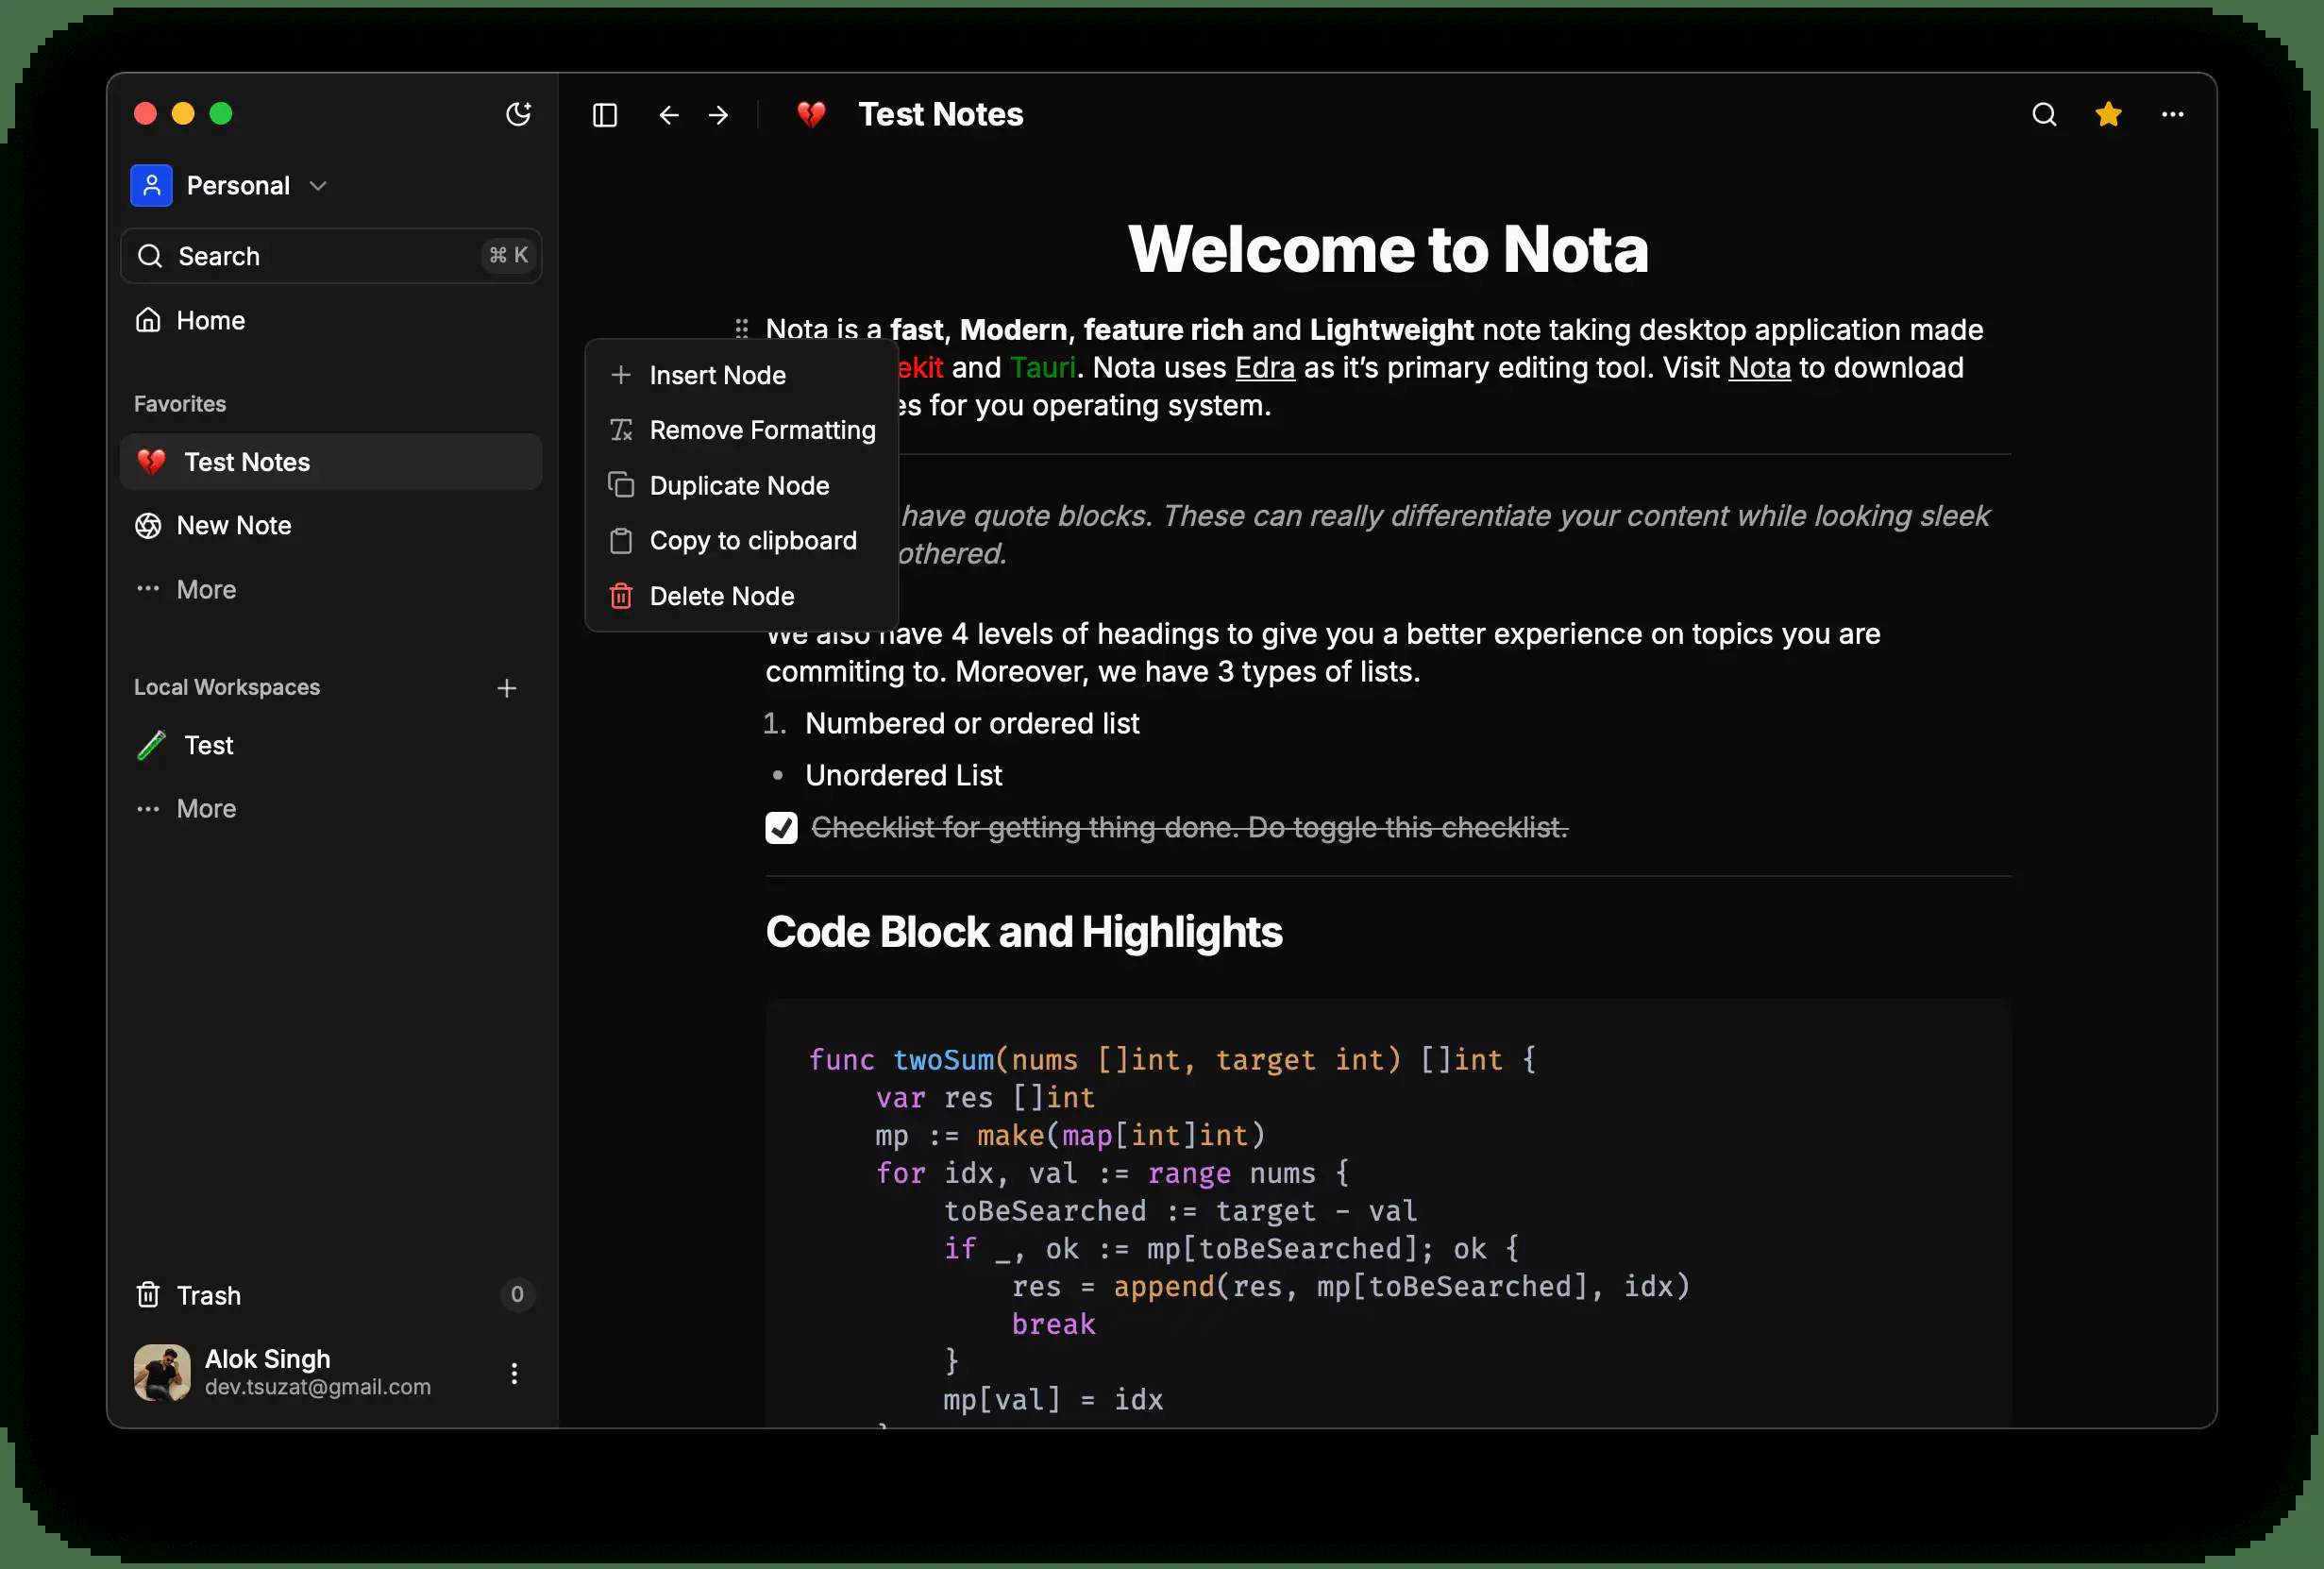 Personal
Search ⌘ K
Home
Favorites
Test Notes
New Note
More
Local Workspaces
Test
More
Trash 0
Alok Singh
dev.tsuzat@gmail.com
Test Notes
Welcome to Nota
Nota is a fast, Modern, feature rich and Lightweight note taking desktop application made
ekit and Tauri. Nota uses Edra as it’s primary editing tool. Visit Nota to download
es for you operating system.
Insert Node
Remove Formatting
Duplicate Node
Copy to clipboard
Delete Node
have quote blocks. These can really differentiate your content while looking sleek
othered.
We also have 4 levels of headings to give you a better experience on topics you are
commiting to. Moreover, we have 3 types of lists.
1. Numbered or ordered list
• Unordered List
Checklist for getting thing done. Do toggle this checklist.
Code Block and Highlights
func twoSum(nums []int, target int) []int {
    var res []int
    mp := make(map[int]int)
    for idx, val := range nums {
        toBeSearched := target - val
        if _, ok := mp[toBeSearched]; ok {
            res = append(res, mp[toBeSearched], idx)
            break
        }
        mp[val] = idx
    }